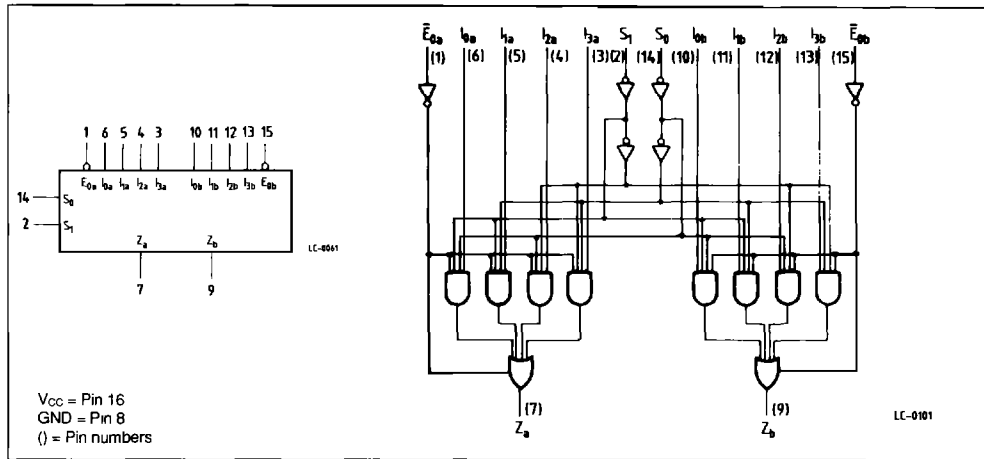 Ē0a I0a I1a I2a I3a S1 S0 I0b I1b I2b I3b Ē0b
(1) (6) (5) (4) (3) (2) (14) (10) (11) (12) (13) (15)
1 6 5 4 3 10 11 12 13 15
E0a I0a I1a I2a I3a I0b I1b I2b I3b E0b
14 S0
2 S1
Za Zb
LC-0061
7 9
(7) (9)
Za Zb
LC-0101
VCC = Pin 16
GND = Pin 8
() = Pin numbers